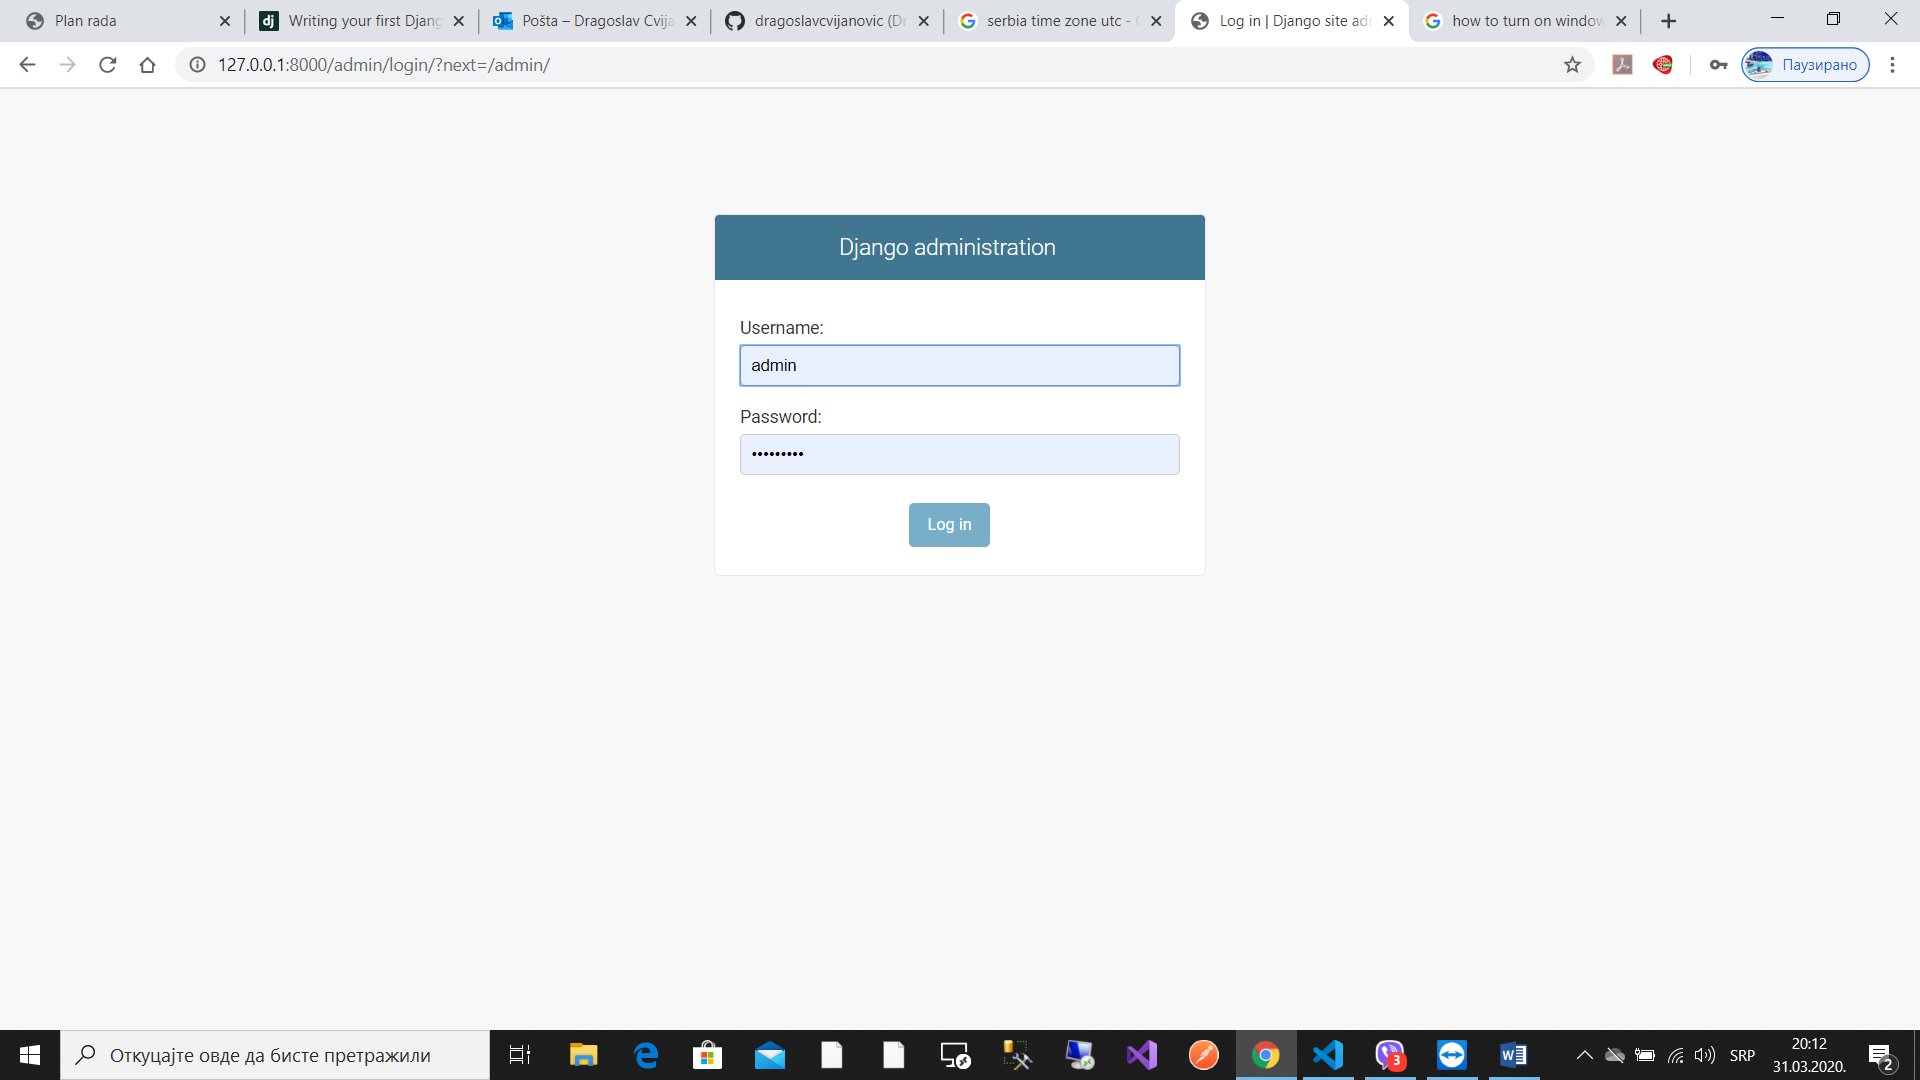 Plan rada
Writing your first Djang
Pošta – Dragoslav Cvija
dragoslavcvijanovic (Dr
serbia time zone utc -
Log in | Django site ad
how to turn on window
127.0.0.1:8000/admin/login/?next=/admin/
Паузирано
Django administration
Username:
admin
Password:
•••••••••
Log in
Откуцајте овде да бисте претражили
3
SRP
20:12
31.03.2020.
2